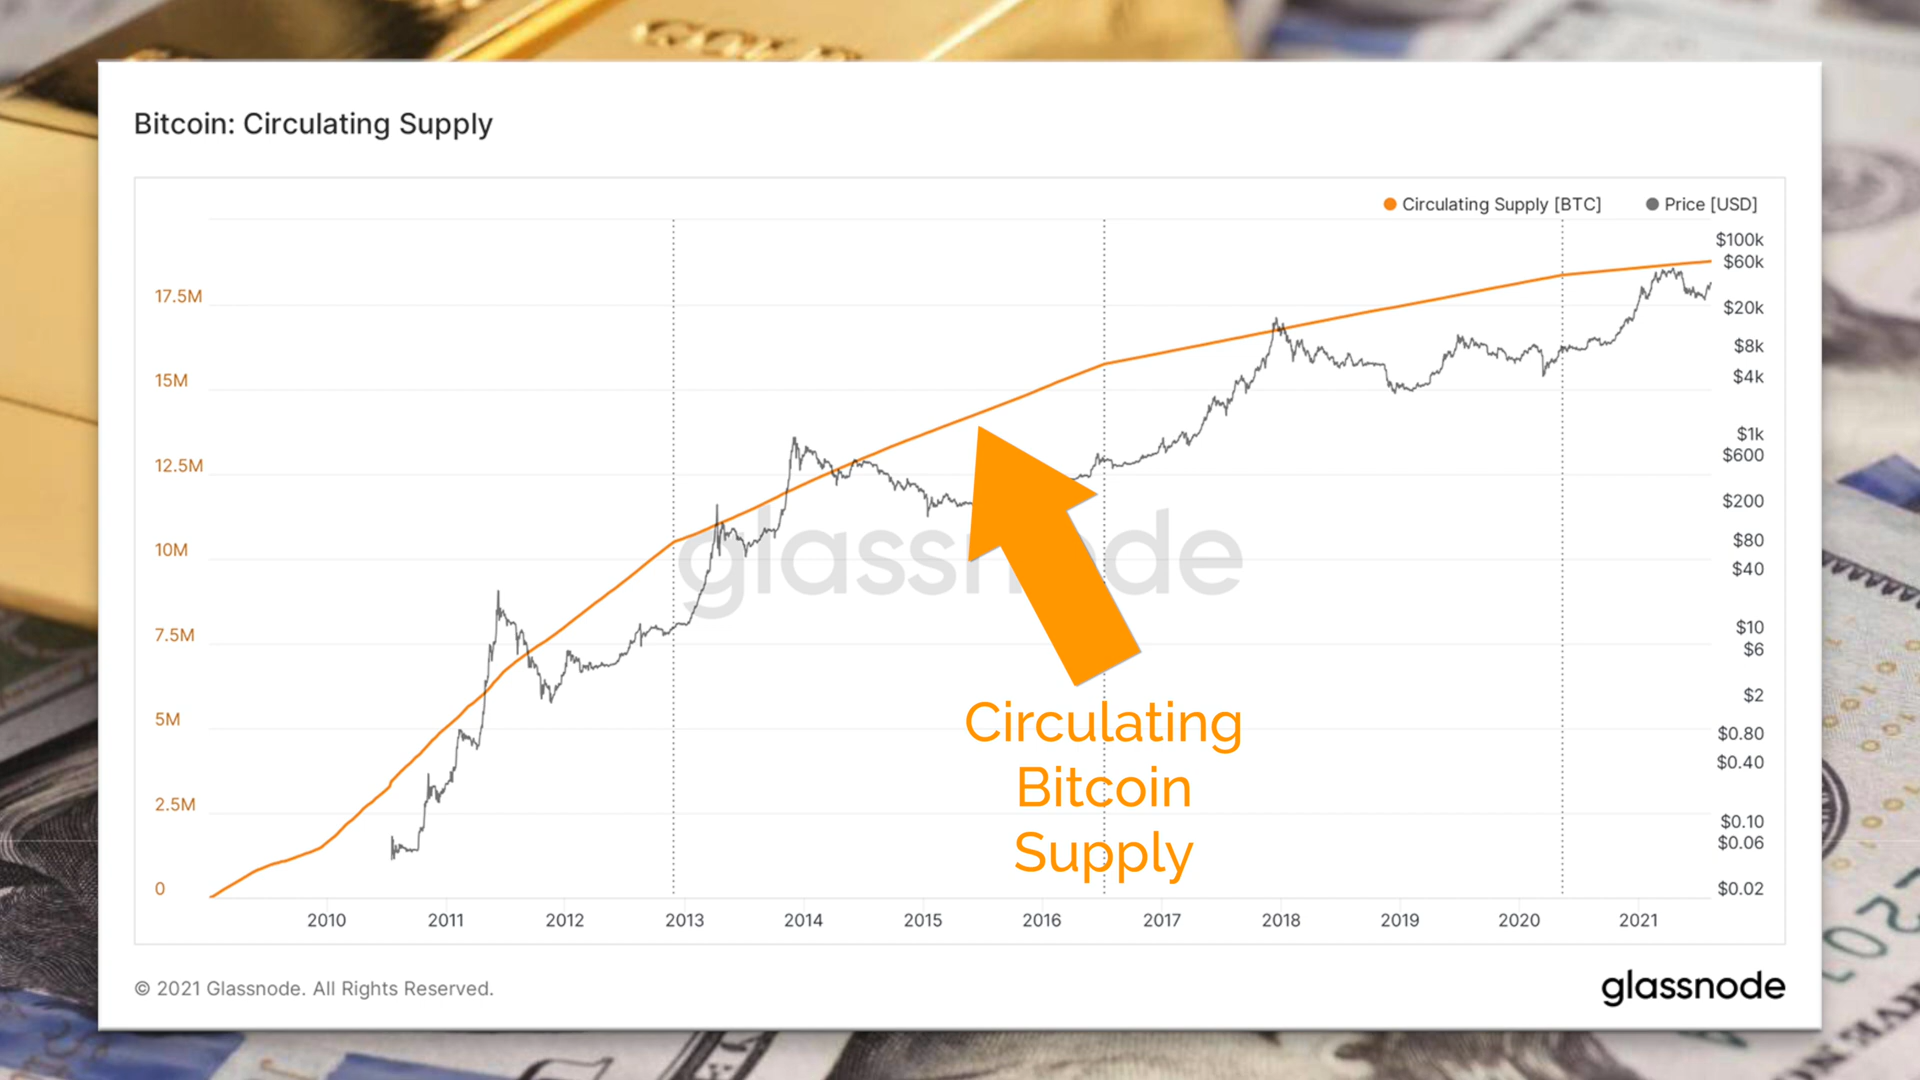 GOLD
Bitcoin: Circulating Supply
Circulating Supply [BTC]
Price [USD]
$100k
$60k
17.5M
$20k
$8k
15M
$4k
$1k
12.5M
$600
$200
glassnode
10M
$80
$40
7.5M
$10
$6
5M
$2
$0.80
$0.40
Circulating
Bitcoin
Supply
2.5M
$0.10
$0.06
0
$0.02
2010 2011 2012 2013 2014 2015 2016 2017 2018 2019 2020 2021
© 2021 Glassnode. All Rights Reserved.
glassnode